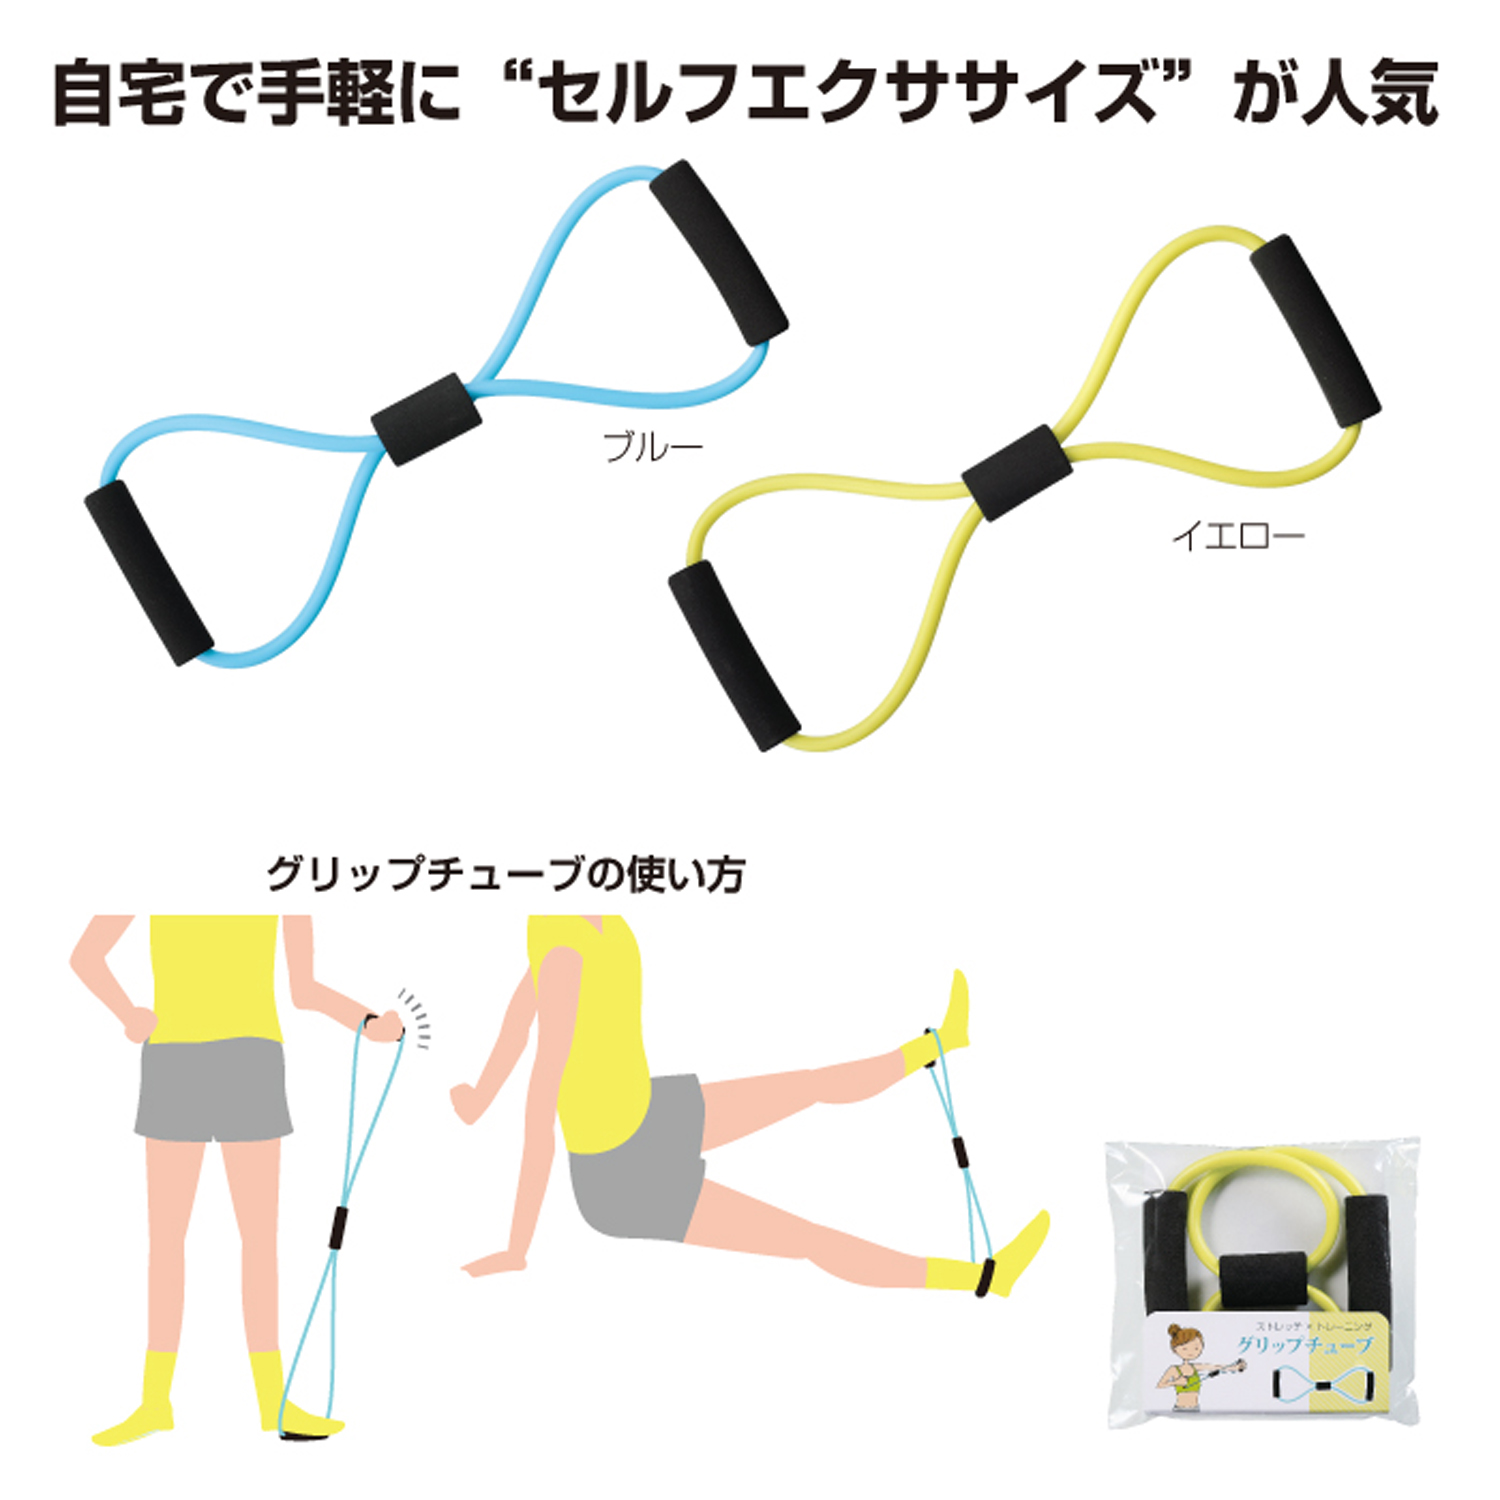 自宅で手軽に“セルフエクササイズ”が人気
ブルー
イエロー
グリップチューブの使い方
ストレッチ × トレーニング
グリップチューブ